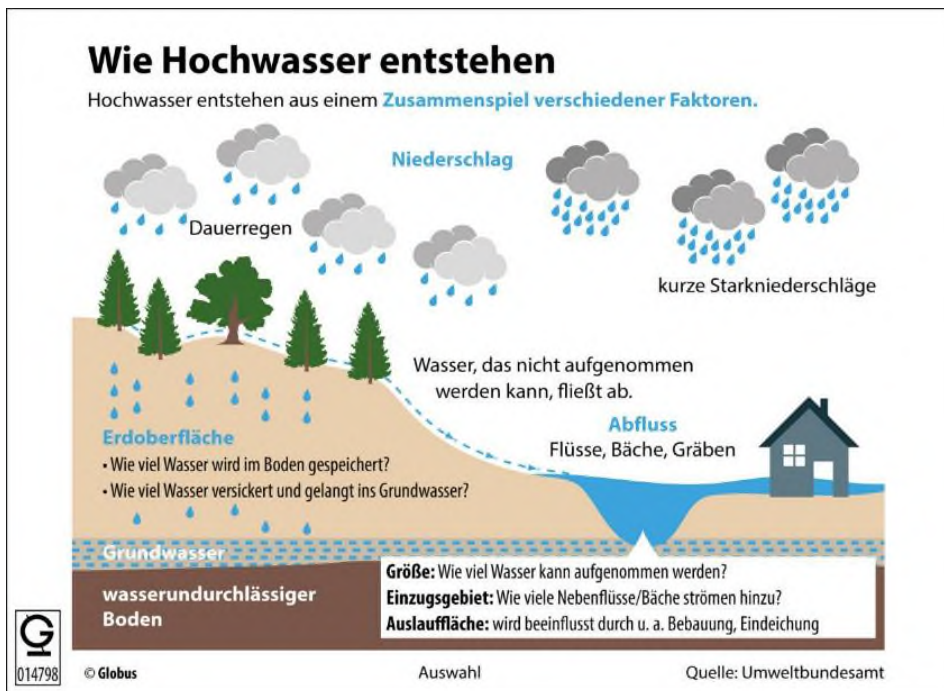 Wie Hochwasser entstehen
Hochwasser entstehen aus einem Zusammenspiel verschiedener Faktoren.
Niederschlag
Dauerregen
kurze Starkniederschläge
Wasser, das nicht aufgenommen
werden kann, fließt ab.
Abfluss
Flüsse, Bäche, Gräben
Erdoberfläche
• Wie viel Wasser wird im Boden gespeichert?
• Wie viel Wasser versickert und gelangt ins Grundwasser?
Grundwasser
wasserundurchlässiger
Boden
Größe: Wie viel Wasser kann aufgenommen werden?
Einzugsgebiet: Wie viele Nebenflüsse/Bäche strömen hinzu?
Auslauffläche: wird beeinflusst durch u. a. Bebauung, Eindeichung
G
014798
© Globus
Auswahl
Quelle: Umweltbundesamt